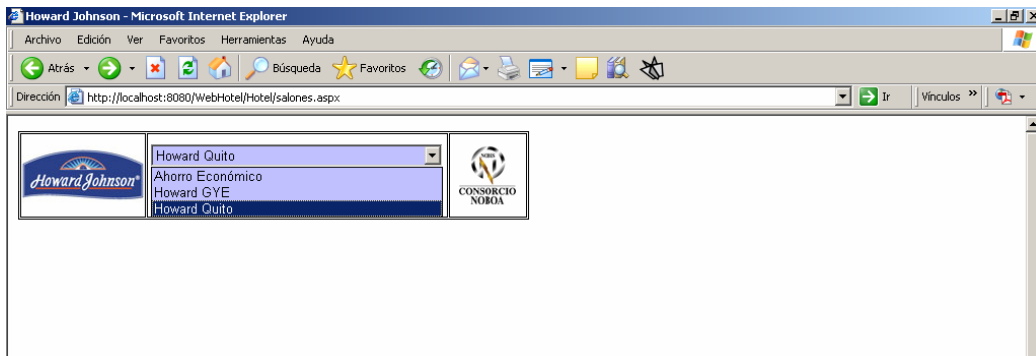 Howard Johnson - Microsoft Internet Explorer
Archivo Edición Ver Favoritos Herramientas Ayuda
Atrás Búsqueda Favoritos
Dirección http://localhost:8080/WebHotel/Hotel/salones.aspx Ir Vínculos »
Howard Johnson®
Howard Quito
Ahorro Económico
Howard GYE
Howard Quito
NOBIS
CONSORCIO
NOBOA